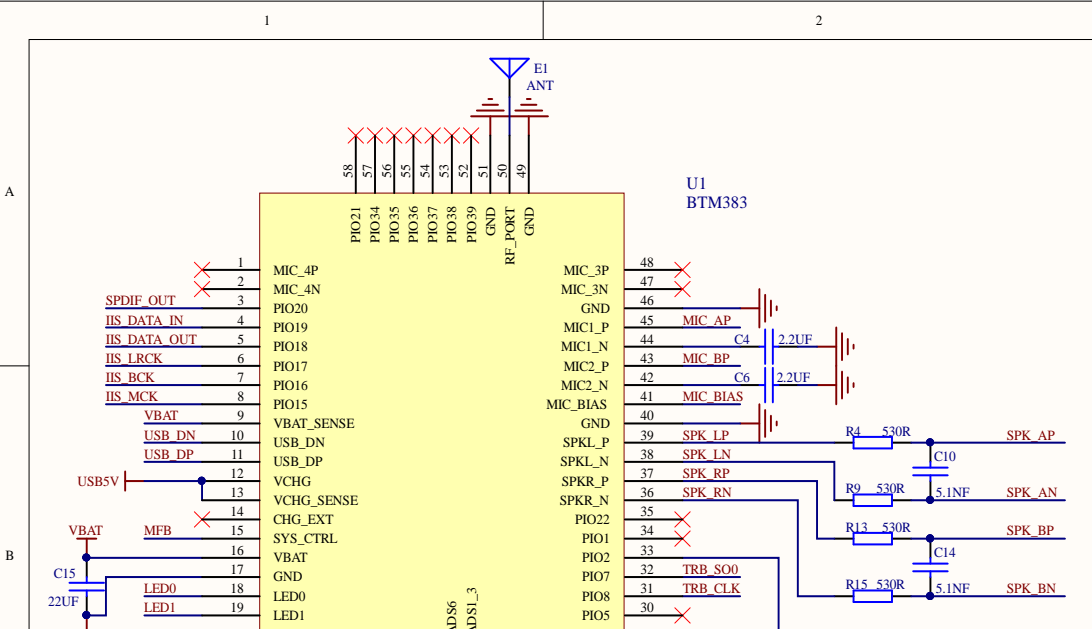 1 2
E1
ANT
A
58 57 56 55 54 53 52 51 50 49
U1
BTM383
PIO21 PIO34 PIO35 PIO36 PIO37 PIO38 PIO39 GND RF_PORT GND
1 MIC_4P MIC_3P 48
2 MIC_4N MIC_3N 47
SPDIF_OUT 3 PIO20 GND 46
IIS_DATA_IN 4 PIO19 MIC1_P 45 MIC_AP
IIS_DATA_OUT 5 PIO18 MIC1_N 44 C4 2.2UF
IIS_LRCK 6 PIO17 MIC2_P 43 MIC_BP
IIS_BCK 7 PIO16 MIC2_N 42 C6 2.2UF
IIS_MCK 8 PIO15 MIC_BIAS 41 MIC_BIAS
VBAT 9 VBAT_SENSE GND 40
USB_DN 10 USB_DN SPKL_P 39 SPK_LP R4 530R SPK_AP
USB_DP 11 USB_DP SPKL_N 38 SPK_LN C10
USB5V 12 VCHG SPKR_P 37 SPK_RP
13 VCHG_SENSE SPKR_N 36 SPK_RN R9 530R 5.1NF SPK_AN
14 CHG_EXT PIO22 35
VBAT MFB 15 SYS_CTRL PIO1 34 R13 530R SPK_BP
B
16 VBAT PIO2 33 C14
C15 17 GND PIO7 32 TRB_SO0
22UF LED0 18 LED0 PIO8 31 TRB_CLK R15 530R 5.1NF SPK_BN
LED1 19 LED1 PIO5 30